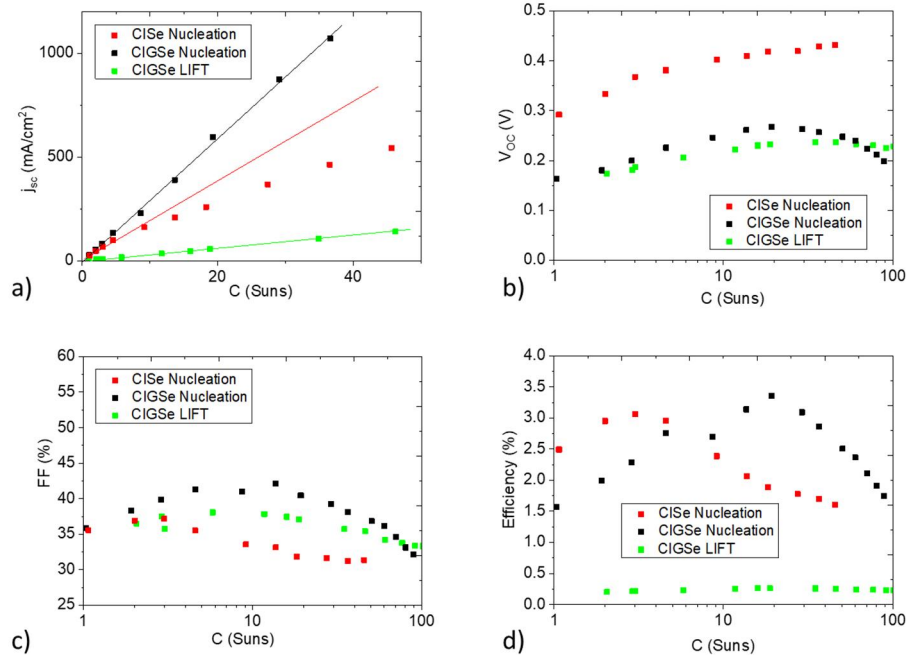 CISe Nucleation
CIGSe Nucleation
CIGSe LIFT
1000
500
0
j_sc (mA/cm²)
0
20
40
C (Suns)
a)
0.5
0.4
0.3
0.2
0.1
0.0
V_OC (V)
CISe Nucleation
CIGSe Nucleation
CIGSe LIFT
1
10
100
C (Suns)
b)
60
55
50
45
40
35
30
25
FF (%)
CISe Nucleation
CIGSe Nucleation
CIGSe LIFT
1
10
100
C (Suns)
c)
4.0
3.5
3.0
2.5
2.0
1.5
1.0
0.5
0.0
Efficiency (%)
CISe Nucleation
CIGSe Nucleation
CIGSe LIFT
1
10
100
C (Suns)
d)